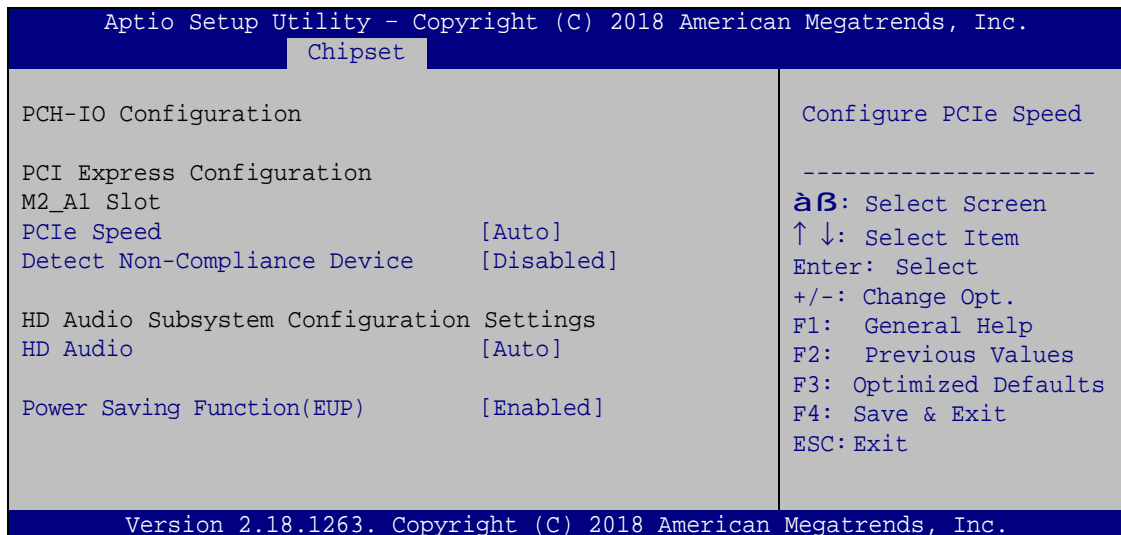 Aptio Setup Utility – Copyright (C) 2018 American Megatrends, Inc.
Chipset
PCH-IO Configuration
PCI Express Configuration
M2_A1 Slot
PCIe Speed [Auto]
Detect Non-Compliance Device [Disabled]
HD Audio Subsystem Configuration Settings
HD Audio [Auto]
Power Saving Function(EUP) [Enabled]
Configure PCIe Speed
---------------------
àß: Select Screen
↑ ↓: Select Item
Enter: Select
+/-: Change Opt.
F1: General Help
F2: Previous Values
F3: Optimized Defaults
F4: Save & Exit
ESC: Exit
Version 2.18.1263. Copyright (C) 2018 American Megatrends, Inc.